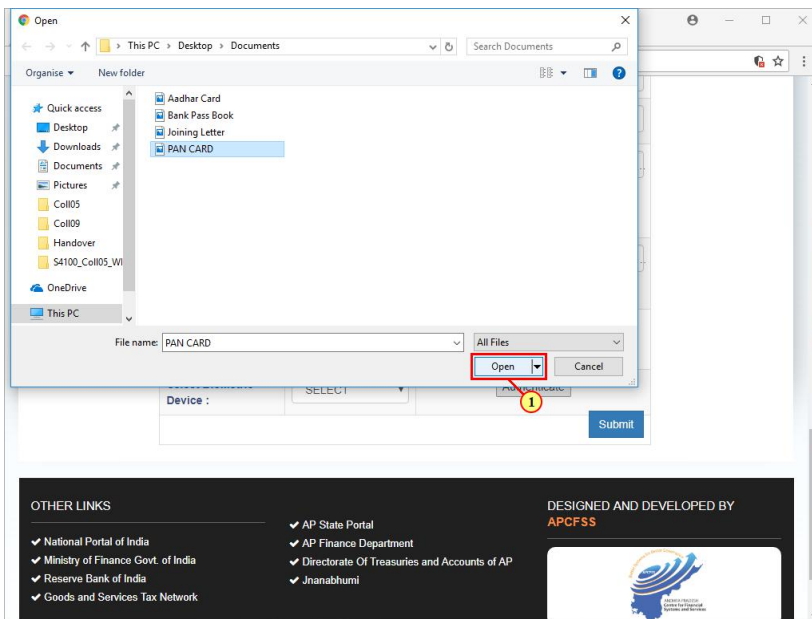 Open
This PC > Desktop > Documents
Search Documents
Organise
New folder
Quick access
Desktop
Downloads
Documents
Pictures
Coll05
Coll09
Handover
S4100_Coll05_WI
OneDrive
This PC
Aadhar Card
Bank Pass Book
Joining Letter
PAN CARD
File name: PAN CARD
All Files
Open
Cancel
1
Device :
SELECT
Authenticate
Submit
OTHER LINKS
National Portal of India
Ministry of Finance Govt. of India
Reserve Bank of India
Goods and Services Tax Network
AP State Portal
AP Finance Department
Directorate Of Treasuries and Accounts of AP
Jnanabhumi
DESIGNED AND DEVELOPED BY
APCFSS